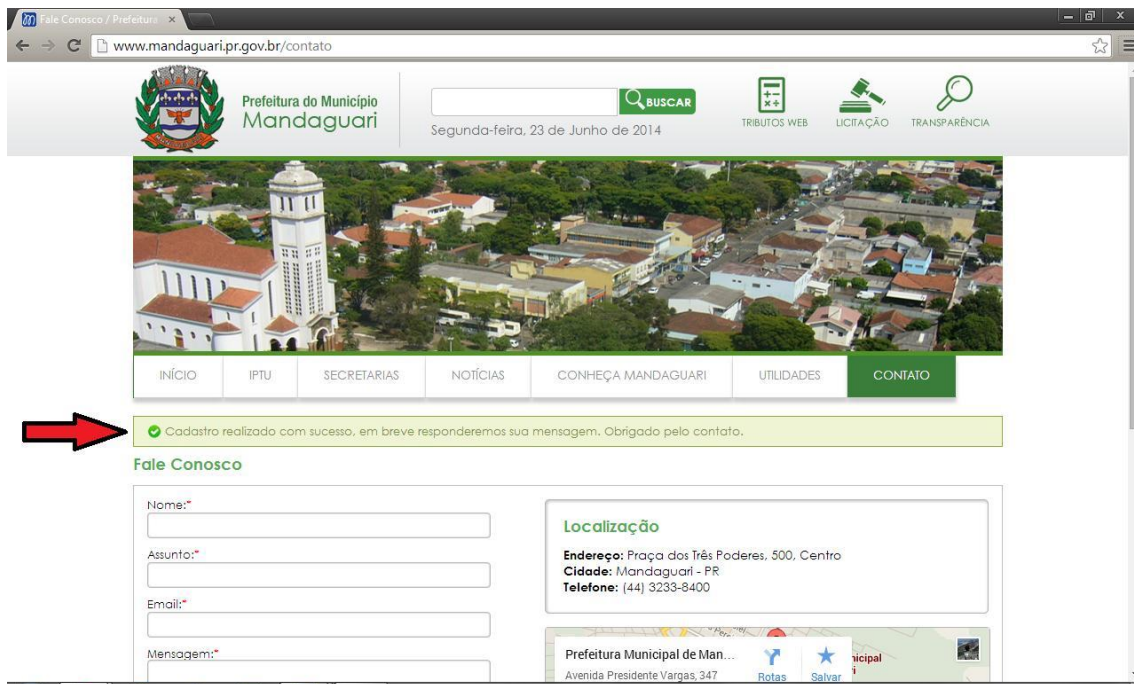 Fale Conosco / Prefeitura
www.mandaguari.pr.gov.br/contato
Prefeitura do Município
Mandaguari
BUSCAR
Segunda-feira, 23 de Junho de 2014
TRIBUTOS WEB
LICITAÇÃO
TRANSPARÊNCIA
INÍCIO
IPTU
SECRETARIAS
NOTÍCIAS
CONHEÇA MANDAGUARI
UTILIDADES
CONTATO
Cadastro realizado com sucesso, em breve responderemos sua mensagem. Obrigado pelo contato.
Fale Conosco
Nome:*
Assunto:*
Email:*
Mensagem:*
Localização
Endereço: Praça dos Três Poderes, 500, Centro
Cidade: Mandaguari - PR
Telefone: (44) 3233-8400
Prefeitura Municipal de Man...
Avenida Presidente Vargas, 347
Rotas
Salvar